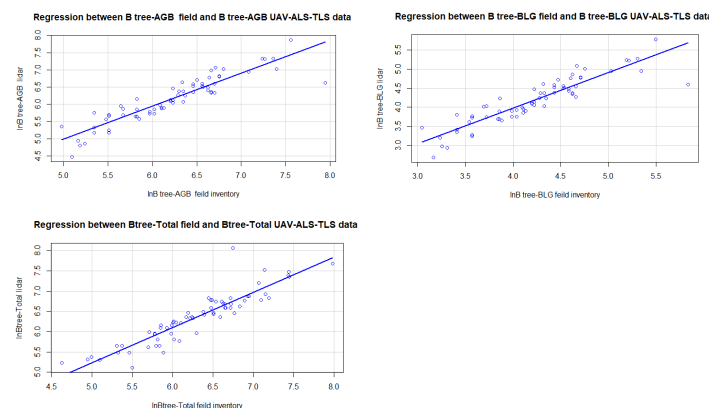 Regression between B tree-AGB field and B tree-AGB UAV-ALS-TLS data
lnB tree-AGB lidar
8.0
7.5
7.0
6.5
6.0
5.5
5.0
4.5
5.0 5.5 6.0 6.5 7.0 7.5 8.0
lnB tree-AGB feild inventory
Regression between B tree-BLG field and B tree-BLG UAV-ALS-TLS data
lnB tree-BLG lidar
5.5
5.0
4.5
4.0
3.5
3.0
3.0 3.5 4.0 4.5 5.0 5.5
lnB tree-BLG feild inventory
Regression between Btree-Total field and Btree-Total UAV-ALS-TLS data
lnBtree-Total lidar
8.0
7.5
7.0
6.5
6.0
5.5
5.0
4.5 5.0 5.5 6.0 6.5 7.0 7.5 8.0
lnBtree-Total feild inventory